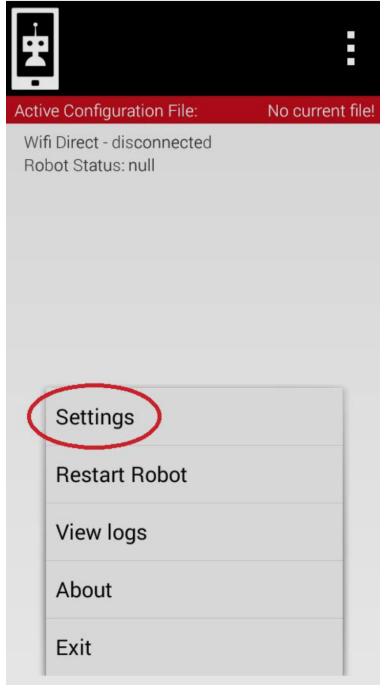 Active Configuration File: No current file!
Wifi Direct - disconnected
Robot Status: null
Settings
Restart Robot
View logs
About
Exit